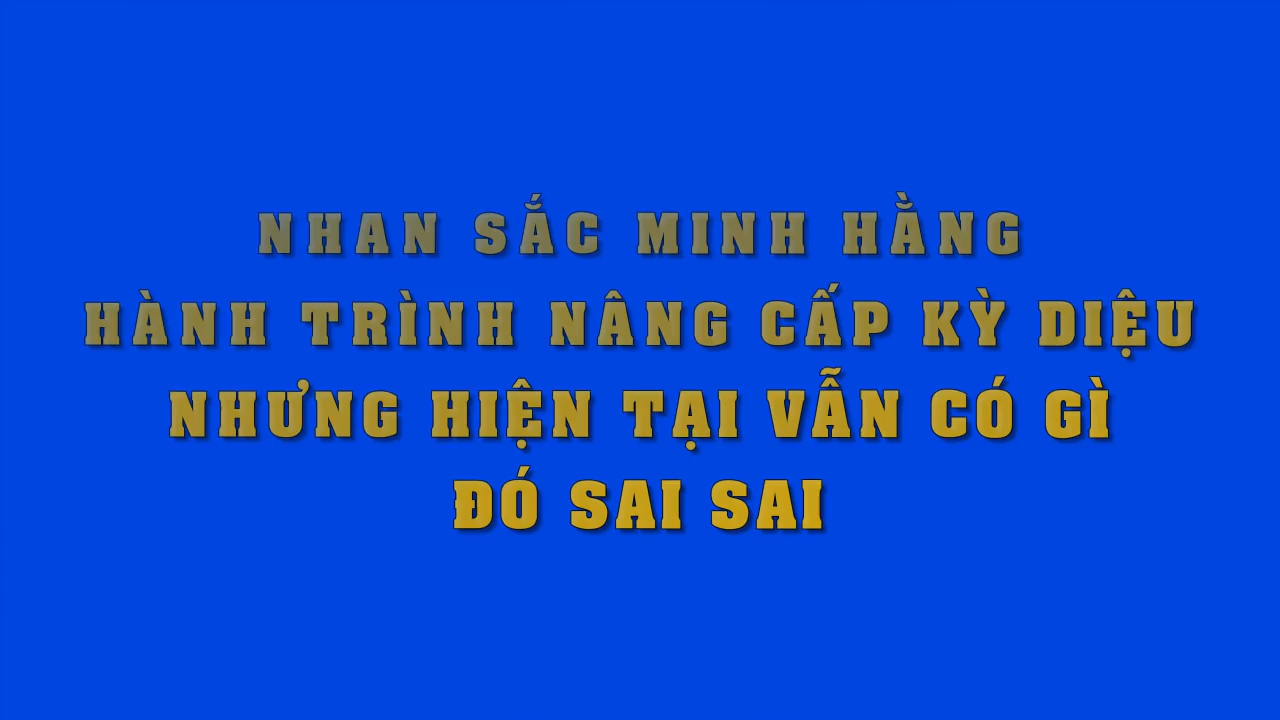 NHAN SẮC MINH HẰNG
HÀNH TRÌNH NÂNG CẤP KỲ DIỆU
NHƯNG HIỆN TẠI VẪN CÓ GÌ
ĐÓ SAI SAI